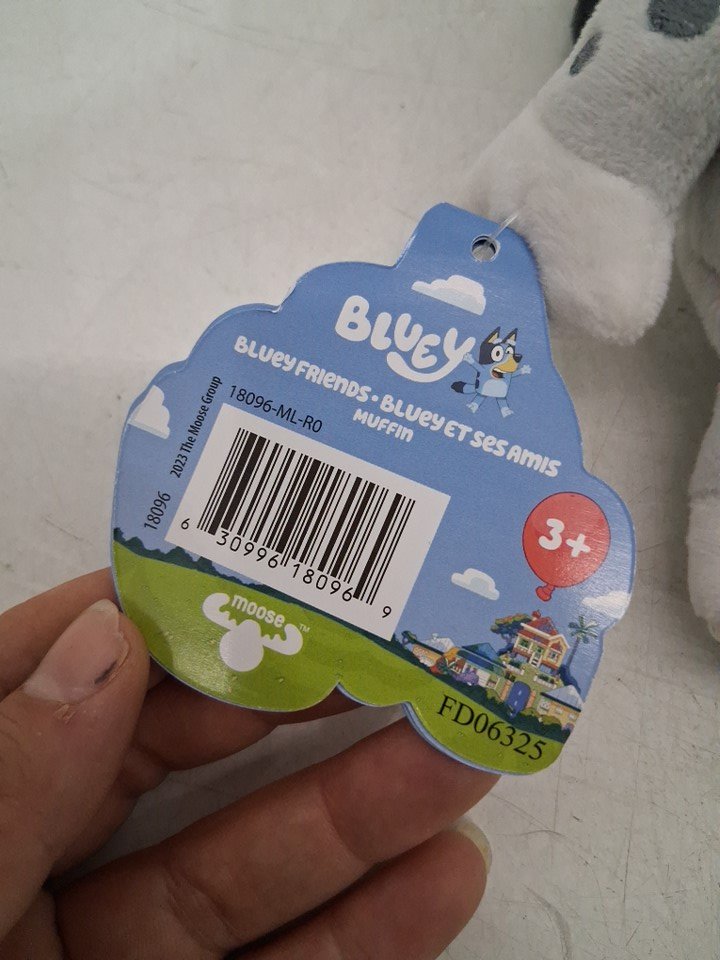 BLUEY
BLUEY FRIENDS • BLUEY ET SES AMIS
MUFFIN
18096-ML-R0
2023 The Moose Group
18096
6 30996 18096 9
3+
moose™
FD06325